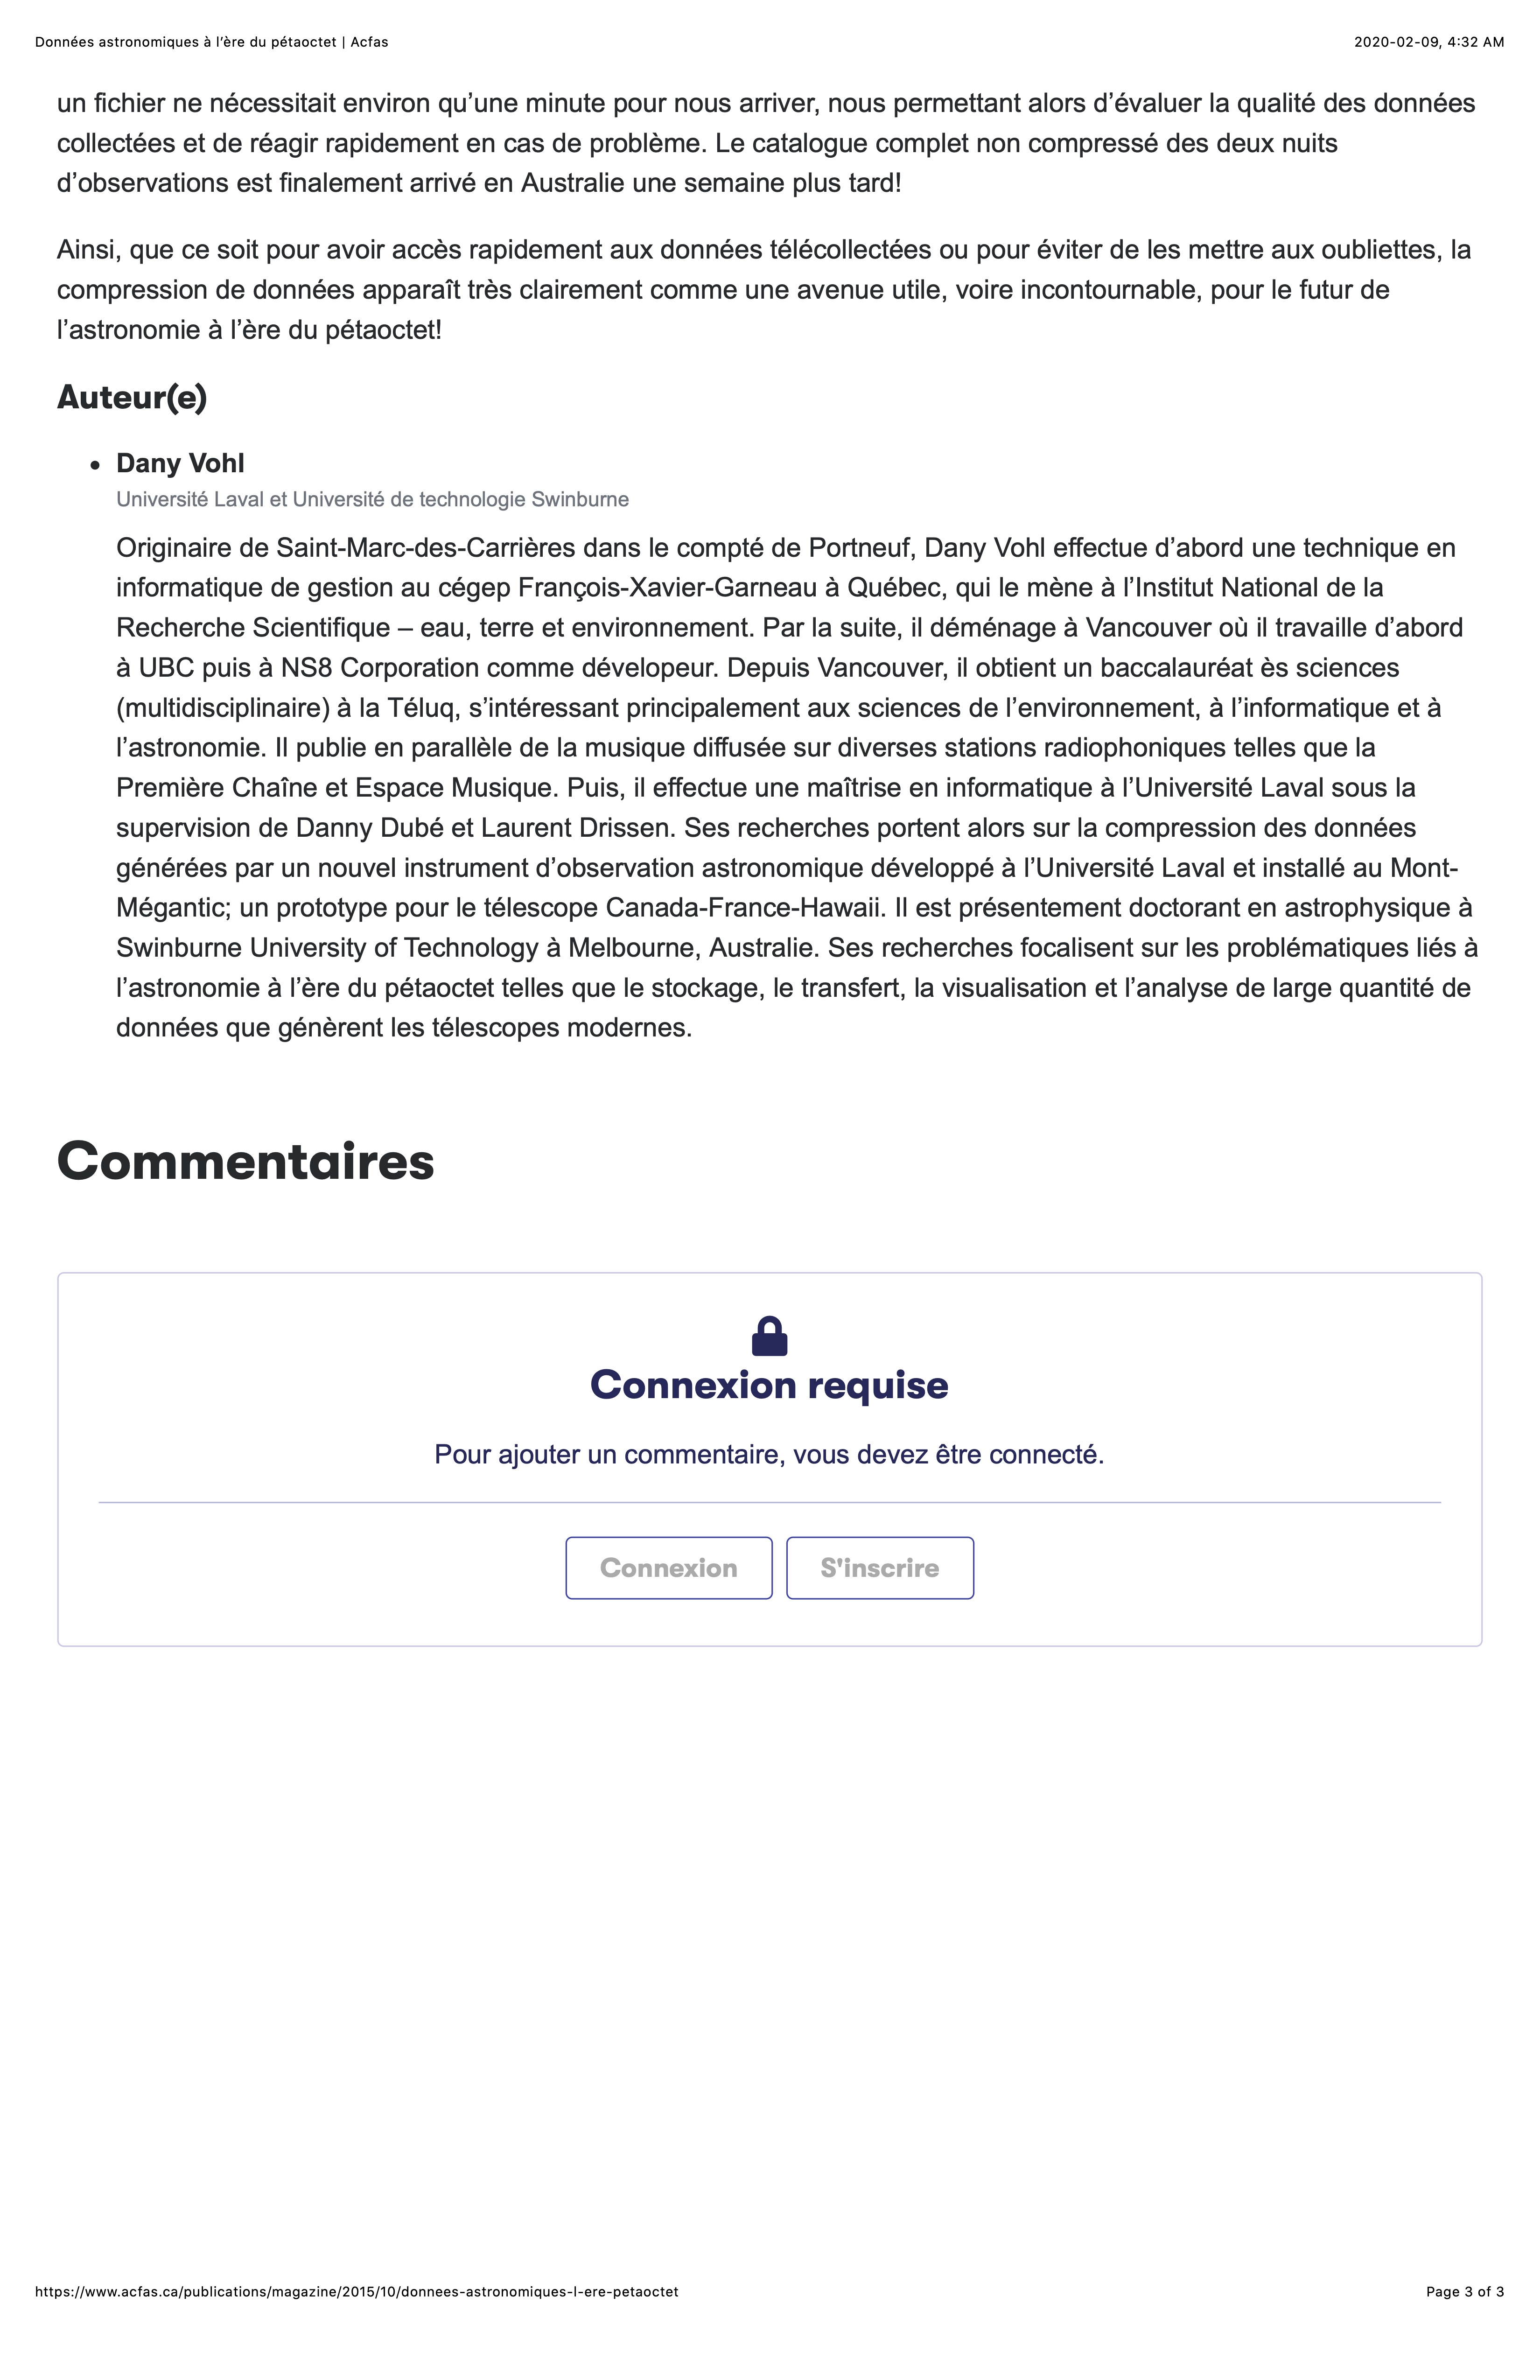 Données astronomiques à l’ère du pétaoctet | Acfas
2020-02-09, 4:32 AM
un fichier ne nécessitait environ qu’une minute pour nous arriver, nous permettant alors d’évaluer la qualité des données
collectées et de réagir rapidement en cas de problème. Le catalogue complet non compressé des deux nuits
d’observations est finalement arrivé en Australie une semaine plus tard!
Ainsi, que ce soit pour avoir accès rapidement aux données télécollectées ou pour éviter de les mettre aux oubliettes, la
compression de données apparaît très clairement comme une avenue utile, voire incontournable, pour le futur de
l’astronomie à l’ère du pétaoctet!
Auteur(e)
• Dany Vohl
Université Laval et Université de technologie Swinburne
Originaire de Saint-Marc-des-Carrières dans le compté de Portneuf, Dany Vohl effectue d’abord une technique en
informatique de gestion au cégep François-Xavier-Garneau à Québec, qui le mène à l’Institut National de la
Recherche Scientifique – eau, terre et environnement. Par la suite, il déménage à Vancouver où il travaille d’abord
à UBC puis à NS8 Corporation comme dévelopeur. Depuis Vancouver, il obtient un baccalauréat ès sciences
(multidisciplinaire) à la Téluq, s’intéressant principalement aux sciences de l’environnement, à l’informatique et à
l’astronomie. Il publie en parallèle de la musique diffusée sur diverses stations radiophoniques telles que la
Première Chaîne et Espace Musique. Puis, il effectue une maîtrise en informatique à l’Université Laval sous la
supervision de Danny Dubé et Laurent Drissen. Ses recherches portent alors sur la compression des données
générées par un nouvel instrument d’observation astronomique développé à l’Université Laval et installé au Mont-
Mégantic; un prototype pour le télescope Canada-France-Hawaii. Il est présentement doctorant en astrophysique à
Swinburne University of Technology à Melbourne, Australie. Ses recherches focalisent sur les problématiques liés à
l’astronomie à l’ère du pétaoctet telles que le stockage, le transfert, la visualisation et l’analyse de large quantité de
données que génèrent les télescopes modernes.
Commentaires
Connexion requise
Pour ajouter un commentaire, vous devez être connecté.
Connexion
S'inscrire
https://www.acfas.ca/publications/magazine/2015/10/donnees-astronomiques-l-ere-petaoctet
Page 3 of 3